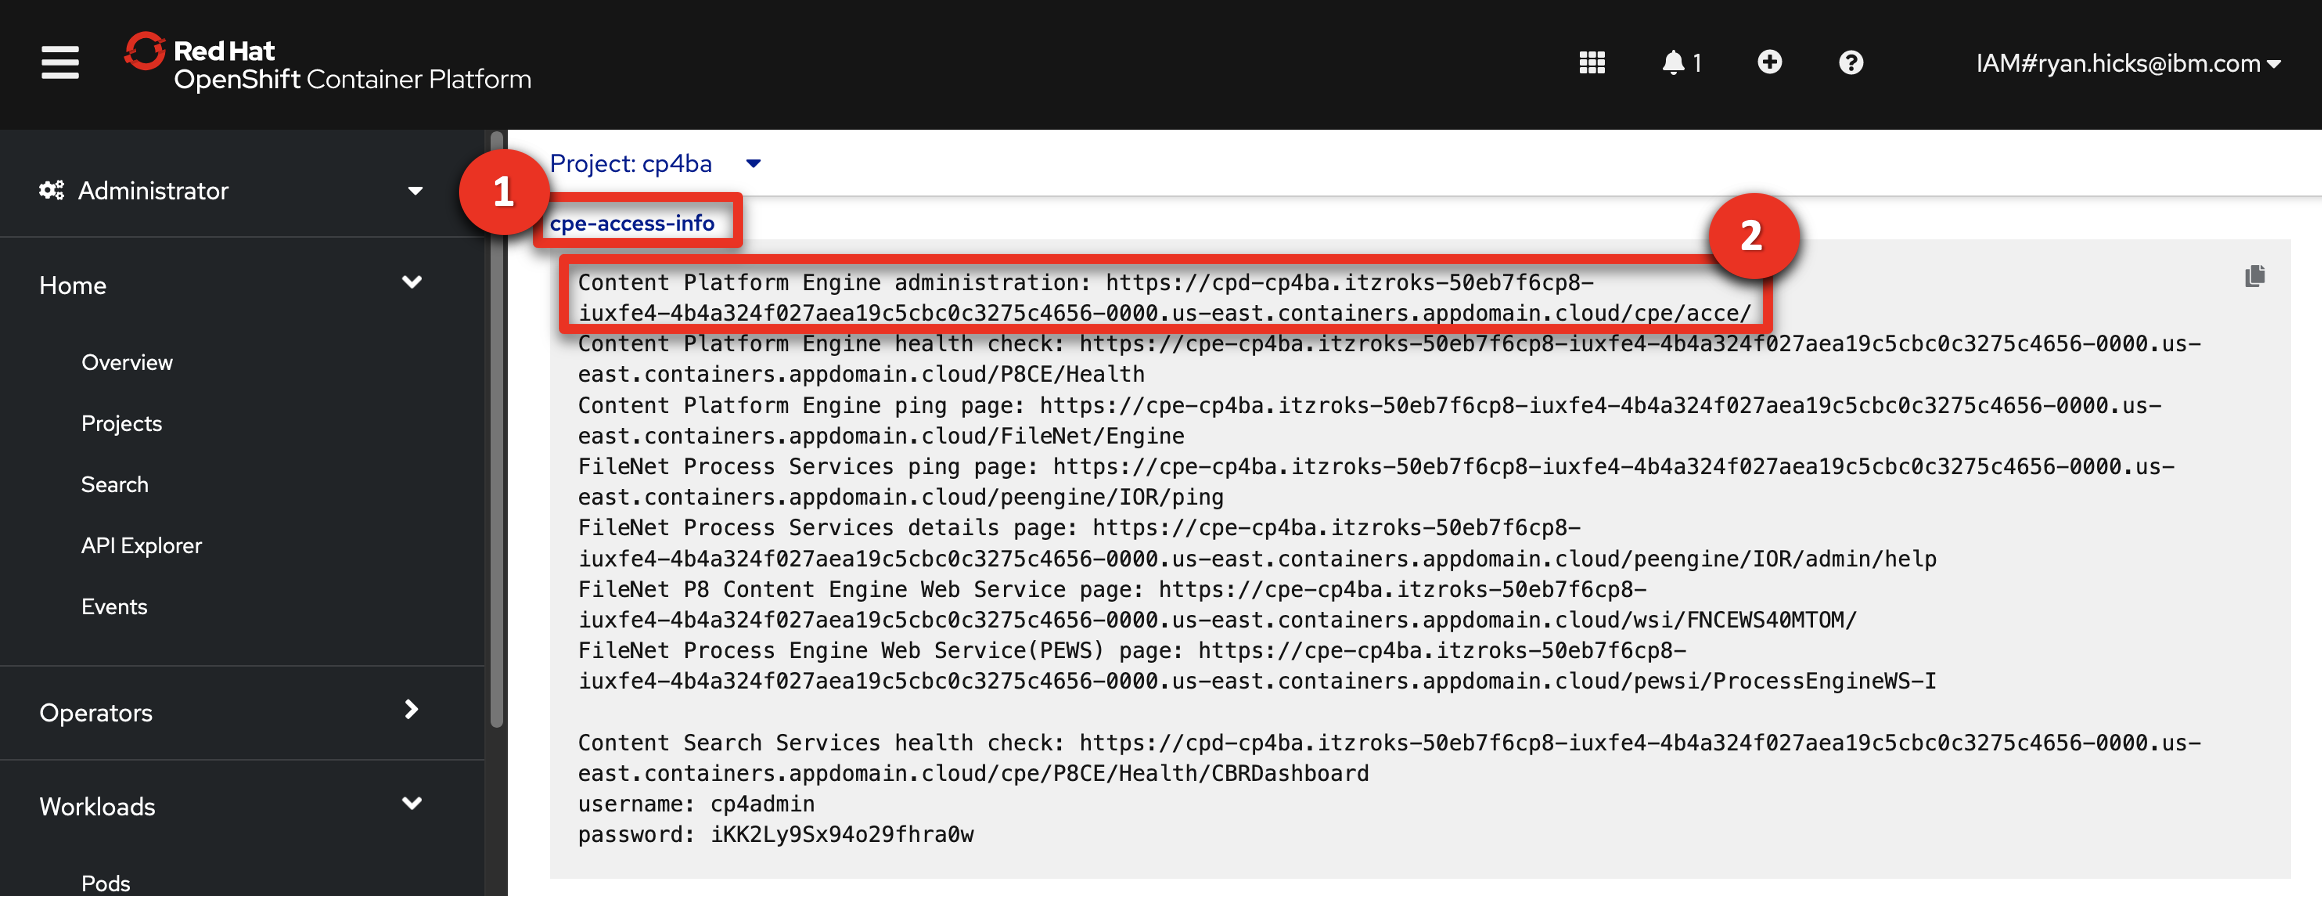 Red Hat
OpenShift Container Platform
1
IAM#ryan.hicks@ibm.com
Administrator
Home
Overview
Projects
Search
API Explorer
Events
Operators
Workloads
Pods
Project: cp4ba
1
cpe-access-info
2
Content Platform Engine administration: https://cpd-cp4ba.itzroks-50eb7f6cp8-
iuxfe4-4b4a324f027aea19c5cbc0c3275c4656-0000.us-east.containers.appdomain.cloud/cpe/acce/
Content Platform Engine health check: https://cpe-cp4ba.itzroks-50eb7f6cp8-iuxfe4-4b4a324f027aea19c5cbc0c3275c4656-0000.us-
east.containers.appdomain.cloud/P8CE/Health
Content Platform Engine ping page: https://cpe-cp4ba.itzroks-50eb7f6cp8-iuxfe4-4b4a324f027aea19c5cbc0c3275c4656-0000.us-
east.containers.appdomain.cloud/FileNet/Engine
FileNet Process Services ping page: https://cpe-cp4ba.itzroks-50eb7f6cp8-iuxfe4-4b4a324f027aea19c5cbc0c3275c4656-0000.us-
east.containers.appdomain.cloud/peengine/IOR/ping
FileNet Process Services details page: https://cpe-cp4ba.itzroks-50eb7f6cp8-
iuxfe4-4b4a324f027aea19c5cbc0c3275c4656-0000.us-east.containers.appdomain.cloud/peengine/IOR/admin/help
FileNet P8 Content Engine Web Service page: https://cpe-cp4ba.itzroks-50eb7f6cp8-
iuxfe4-4b4a324f027aea19c5cbc0c3275c4656-0000.us-east.containers.appdomain.cloud/wsi/FNCEWS40MTOM/
FileNet Process Engine Web Service(PEWS) page: https://cpe-cp4ba.itzroks-50eb7f6cp8-
iuxfe4-4b4a324f027aea19c5cbc0c3275c4656-0000.us-east.containers.appdomain.cloud/pewsi/ProcessEngineWS-I
Content Search Services health check: https://cpd-cp4ba.itzroks-50eb7f6cp8-iuxfe4-4b4a324f027aea19c5cbc0c3275c4656-0000.us-
east.containers.appdomain.cloud/cpe/P8CE/Health/CBRDashboard
username: cp4admin
password: iKK2Ly9Sx94o29fhra0w